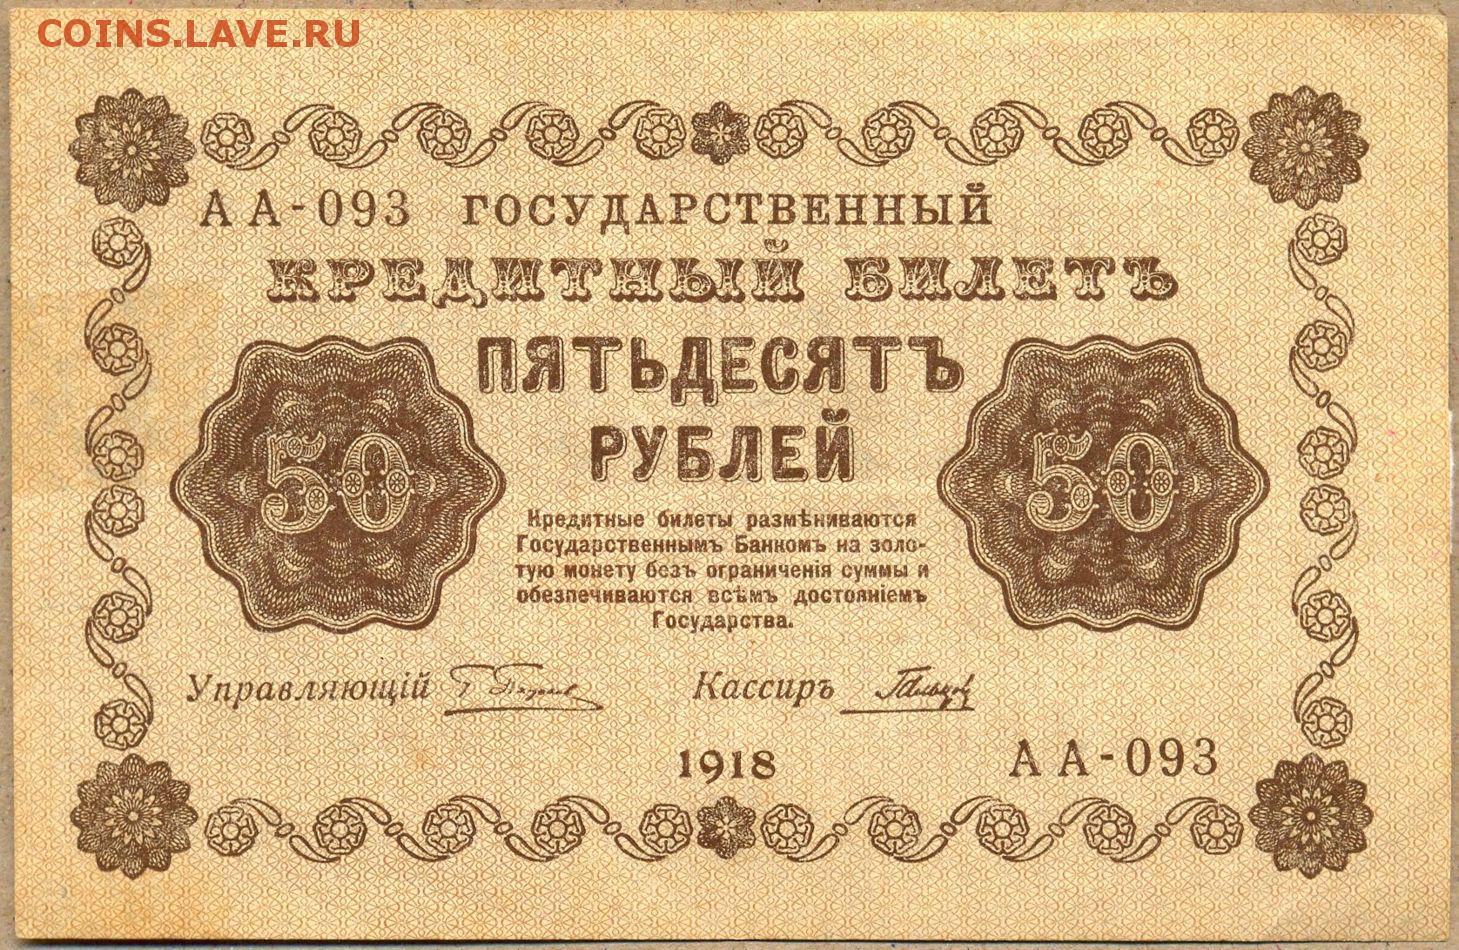 COINS.LAVE.RU
АА-093 ГОСУДАРСТВЕННЫЙ
КРЕДИТНЫЙ БИЛЕТЪ
ПЯТЬДЕСЯТЪ
РУБЛЕЙ
50 50
Кредитные билеты размѣниваются
Государственнымъ Банкомъ на золо-
тую монету безъ ограниченія суммы и
обезпечиваются всѣмъ достояніемъ
Государства.
Управляющій Кассиръ
1918 АА-093